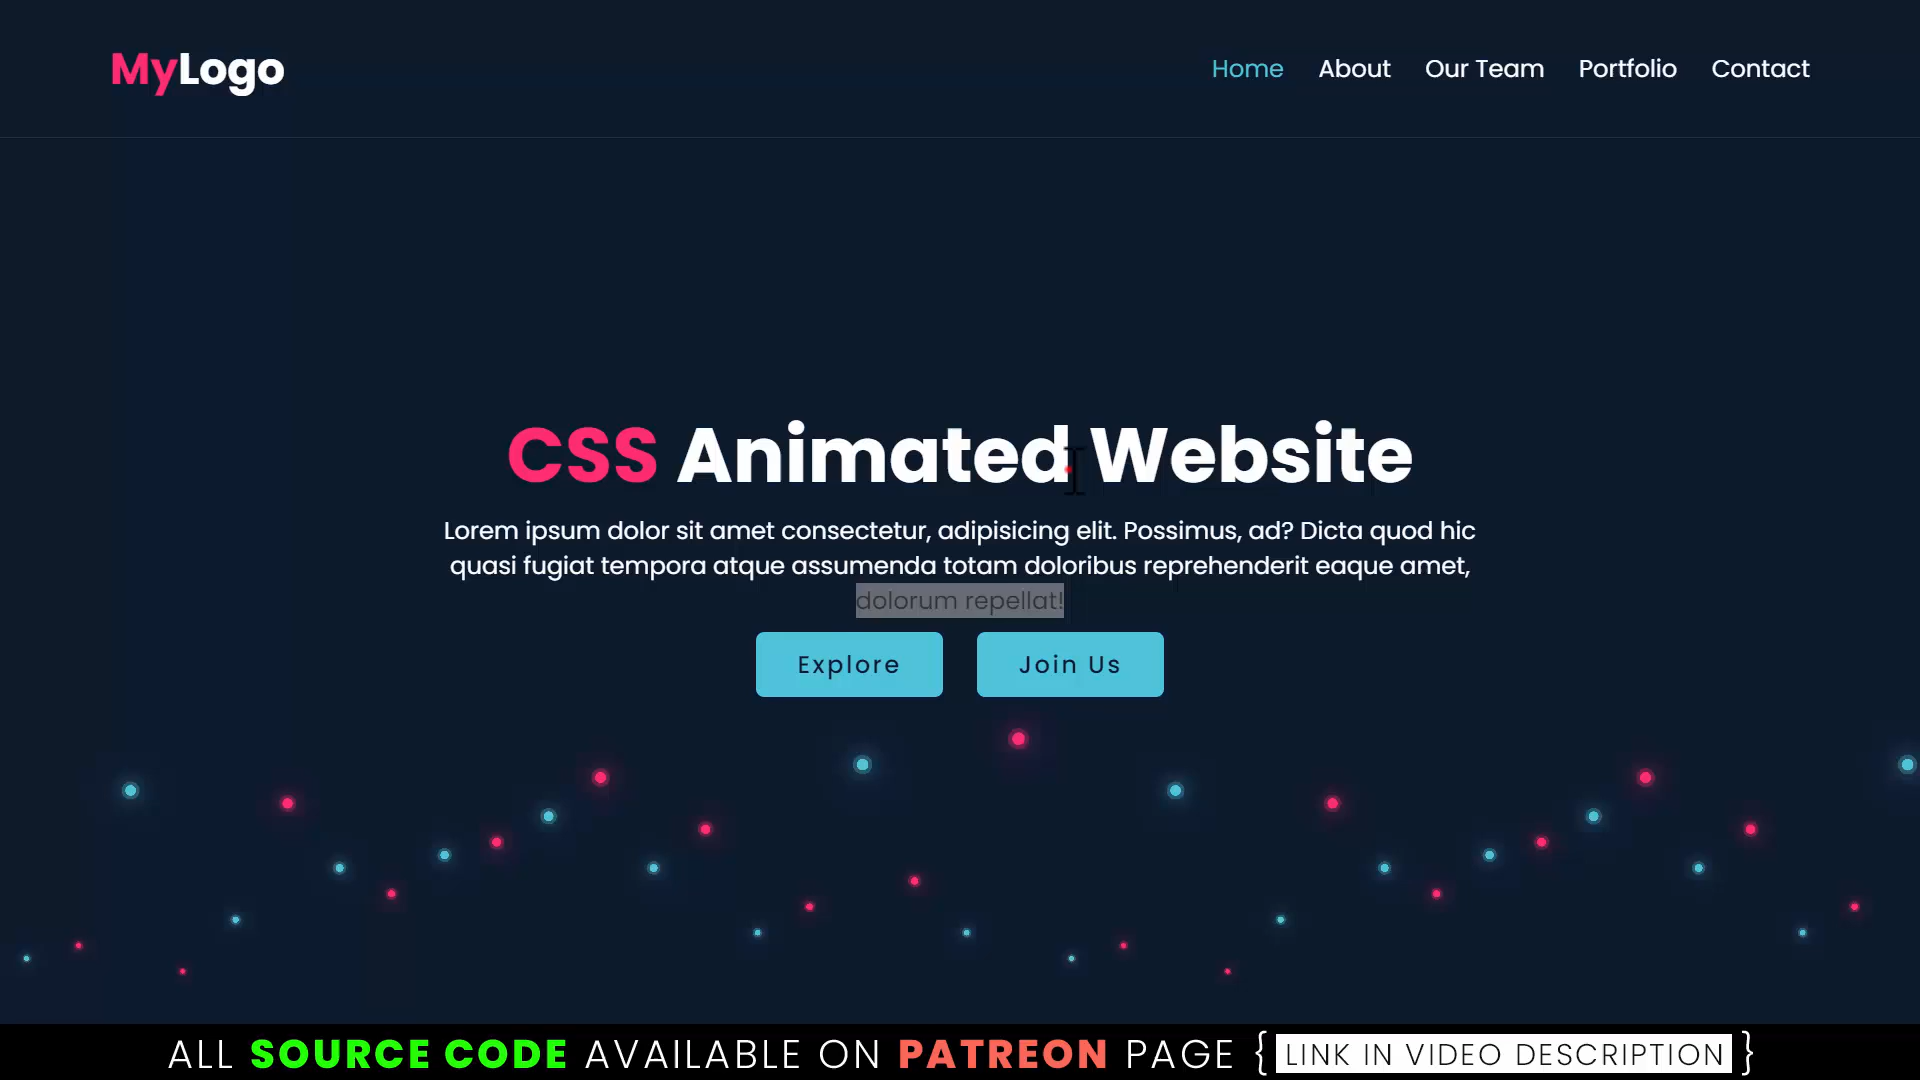 MyLogo
Home About Our Team Portfolio Contact
CSS Animated Website
Lorem ipsum dolor sit amet consectetur, adipisicing elit. Possimus, ad? Dicta quod hic
quasi fugiat tempora atque assumenda totam doloribus reprehenderit eaque amet,
dolorum repellat!
Explore Join Us
ALL SOURCE CODE AVAILABLE ON PATREON PAGE { LINK IN VIDEO DESCRIPTION }